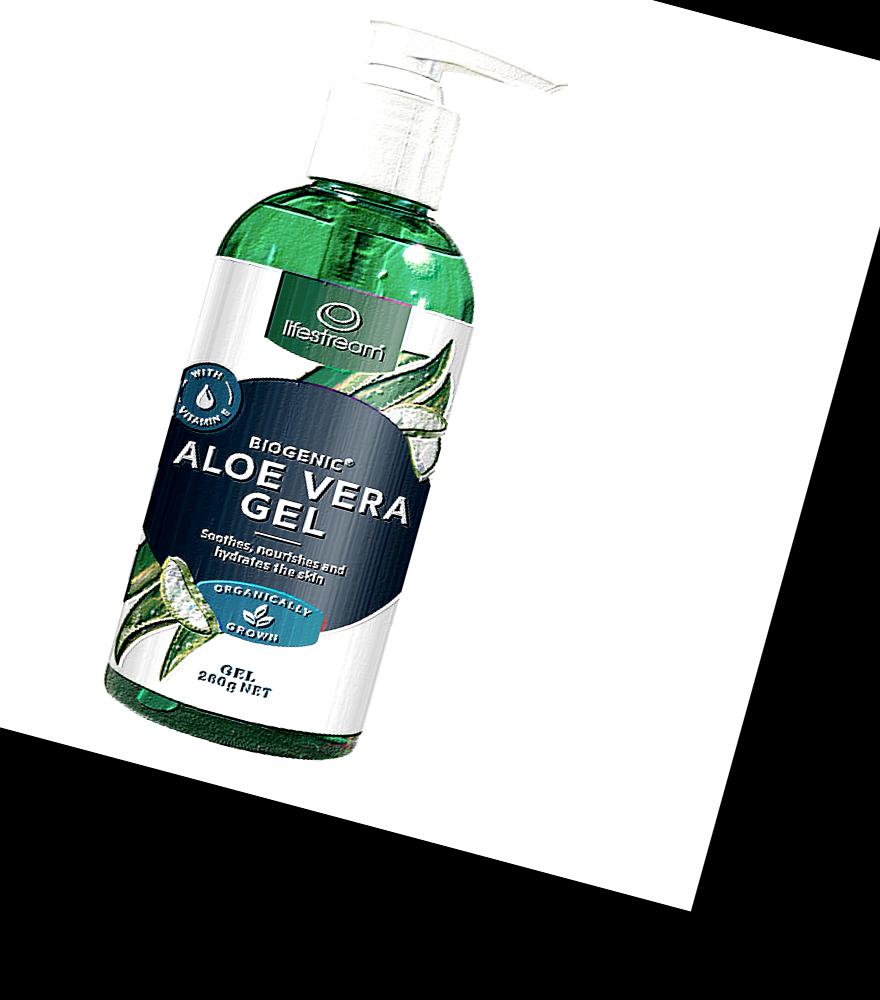 lifestream
WITH
VITAMIN E
BIOGENIC®
ALOE VERA
GEL
Soothes, nourishes and
hydrates the skin
ORGANICALLY
GROWN
GEL
260g NET